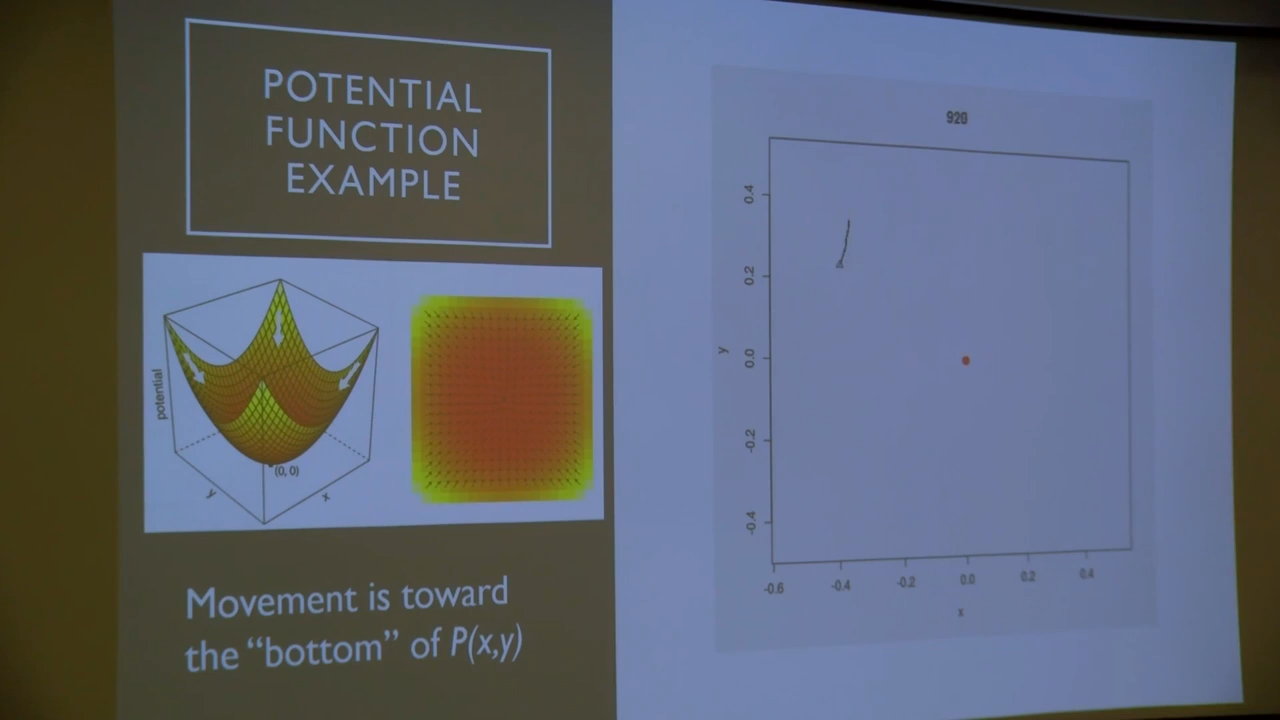 POTENTIAL
FUNCTION
EXAMPLE
potential
(0, 0)
y
x
Movement is toward
the “bottom” of P(x,y)
920
0.4
0.2
0.0
-0.2
-0.4
y
-0.6 -0.4 -0.2 0.0 0.2 0.4
x